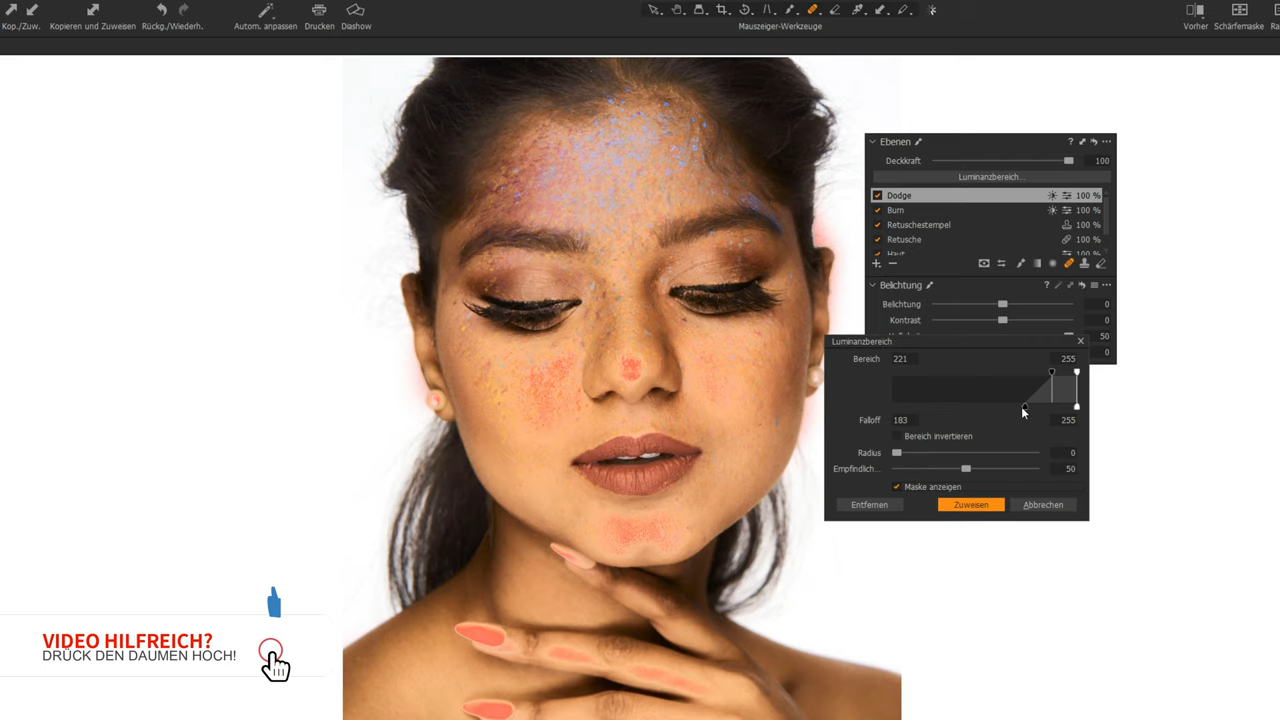 Kop./Zuw.
Kopieren und Zuweisen
Rückg./Wiederh.
Autom. anpassen
Drucken
Diashow
Mauszeiger-Werkzeuge
Vorher
Schärfemaske
Ebenen
?
Deckkraft 100
Luminanzbereich...
Dodge 100 %
Burn 100 %
Retuschestempel 100 %
Retusche 100 %
Haut
Belichtung
?
Belichtung 0
Kontrast 0
50
0
Luminanzbereich
Bereich 221 255
Falloff 183 255
Bereich invertieren
Radius 0
Empfindlich... 50
Maske anzeigen
Entfernen
Zuweisen
Abbrechen
VIDEO HILFREICH?
DRÜCK DEN DAUMEN HOCH!